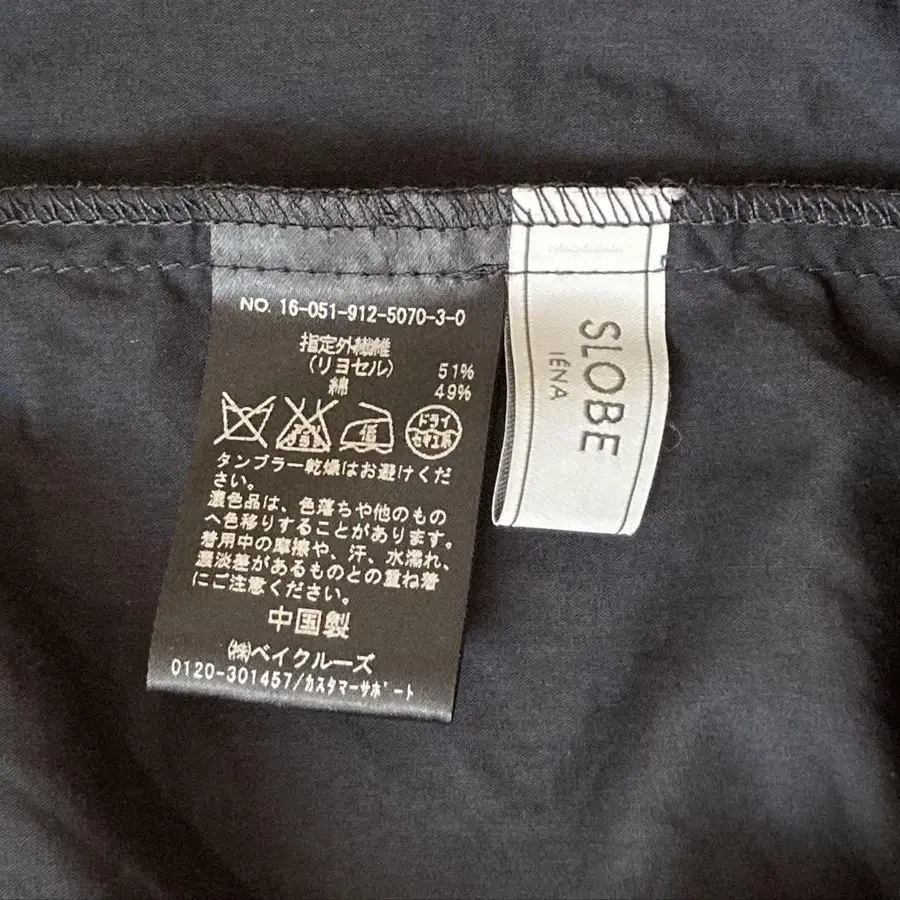 NO. 16-051-912-5070-3-0
指定外繊維
(リヨセル) 51%
綿 49%
ドライ
セキユ系
タンブラー乾燥はお避けくだ
さい。
濃色品は、色落ちや他のもの
へ色移りすることがあります。
着用中の摩擦や、汗、水濡れ、
濃淡差があるものとの重ね着
にご注意ください。
中国製
(株)ベイクルーズ
0120-301457/カスタマーサポート
SLOBE
IÉNA